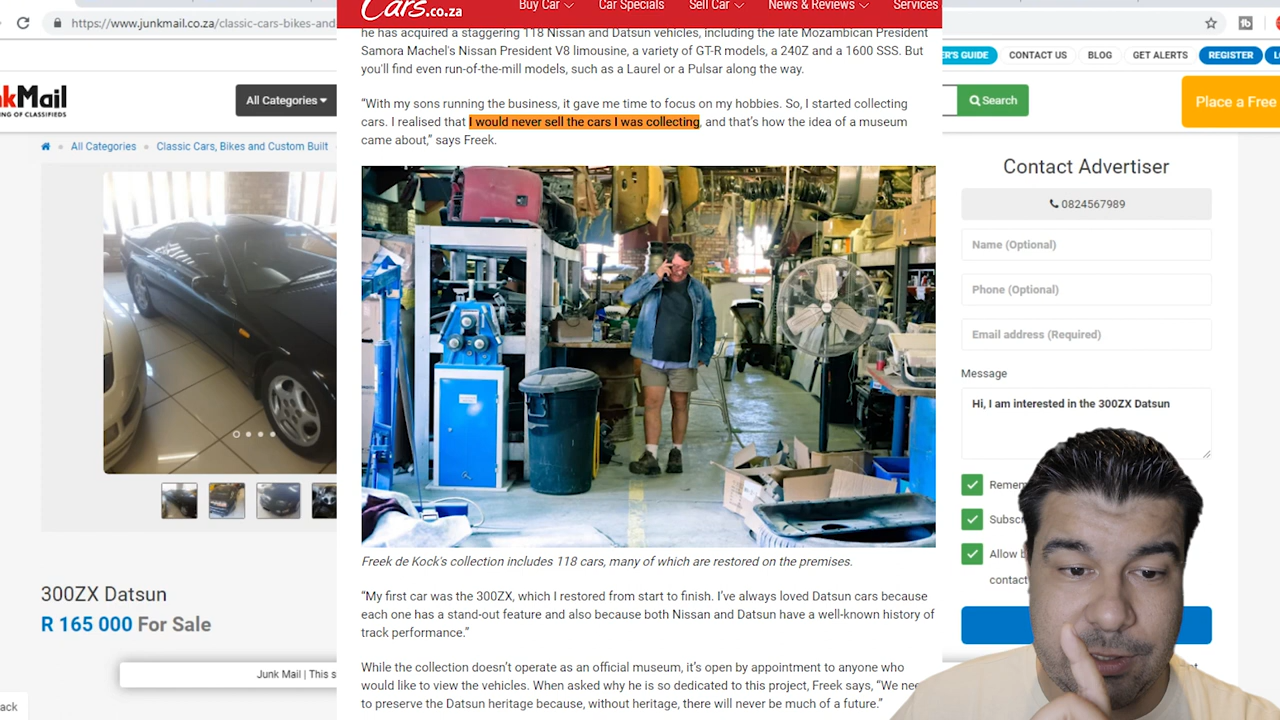 https://www.junkmail.co.za/classic-cars-bikes-and
Cars.co.za
Buy Car
Car Specials
Sell Car
News & Reviews
Services
ER'S GUIDE
CONTACT US
BLOG
GET ALERTS
REGISTER
kMail
NG OF CLASSIFIEDS
All Categories
Search
Place a Free
All Categories » Classic Cars, Bikes and Custom Built
he has acquired a staggering 118 Nissan and Datsun vehicles, including the late Mozambican President
Samora Machel's Nissan President V8 limousine, a variety of GT-R models, a 240Z and a 1600 SSS. But
you'll find even run-of-the-mill models, such as a Laurel or a Pulsar along the way.
“With my sons running the business, it gave me time to focus on my hobbies. So, I started collecting
cars. I realised that I would never sell the cars I was collecting, and that’s how the idea of a museum
came about,” says Freek.
Freek de Kock's collection includes 118 cars, many of which are restored on the premises.
“My first car was the 300ZX, which I restored from start to finish. I’ve always loved Datsun cars because
each one has a stand-out feature and also because both Nissan and Datsun have a well-known history of
track performance.”
While the collection doesn’t operate as an official museum, it’s open by appointment to anyone who
would like to view the vehicles. When asked why he is so dedicated to this project, Freek says, “We nee
to preserve the Datsun heritage because, without heritage, there will never be much of a future.”
300ZX Datsun
R 165 000 For Sale
Junk Mail | This s
ack
Contact Advertiser
0824567989
Name (Optional)
Phone (Optional)
Email address (Required)
Message
Hi, I am interested in the 300ZX Datsun
Remem
Subsc
Allow b
contact